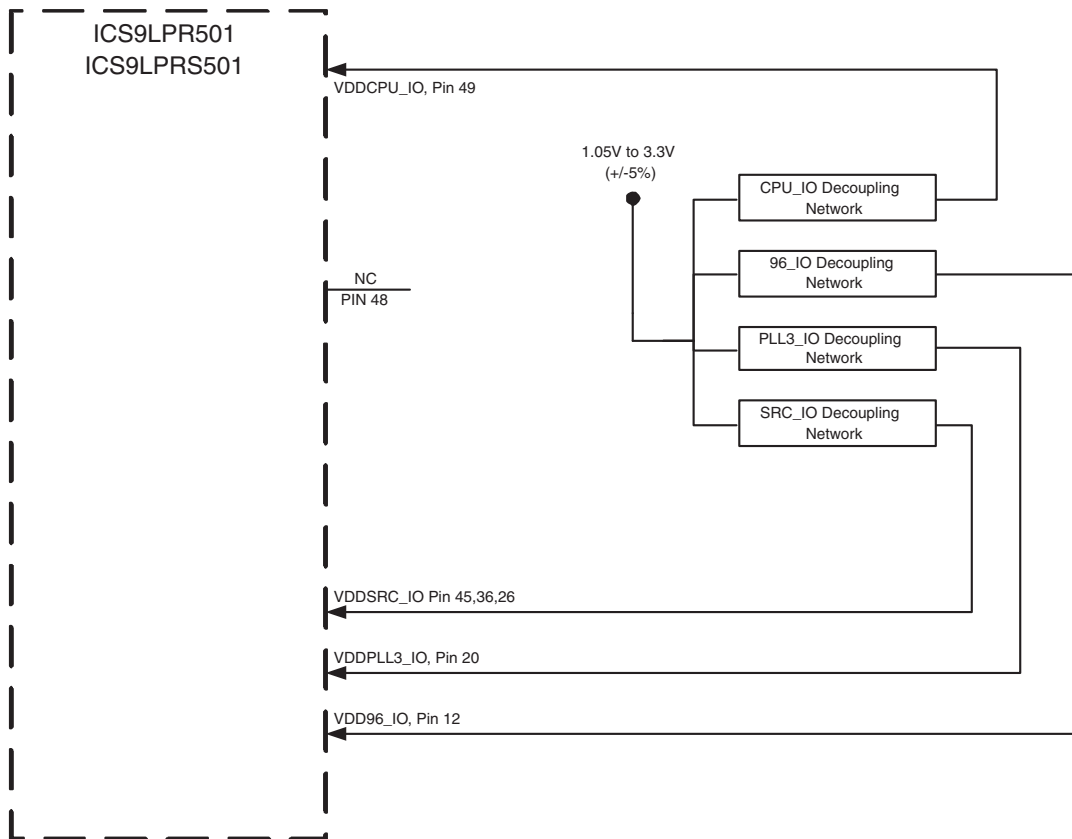 ICS9LPR501
ICS9LPRS501
VDDCPU_IO, Pin 49
1.05V to 3.3V
(+/-5%)
CPU_IO Decoupling
Network
96_IO Decoupling
Network
NC
PIN 48
PLL3_IO Decoupling
Network
SRC_IO Decoupling
Network
VDDSRC_IO Pin 45,36,26
VDDPLL3_IO, Pin 20
VDD96_IO, Pin 12